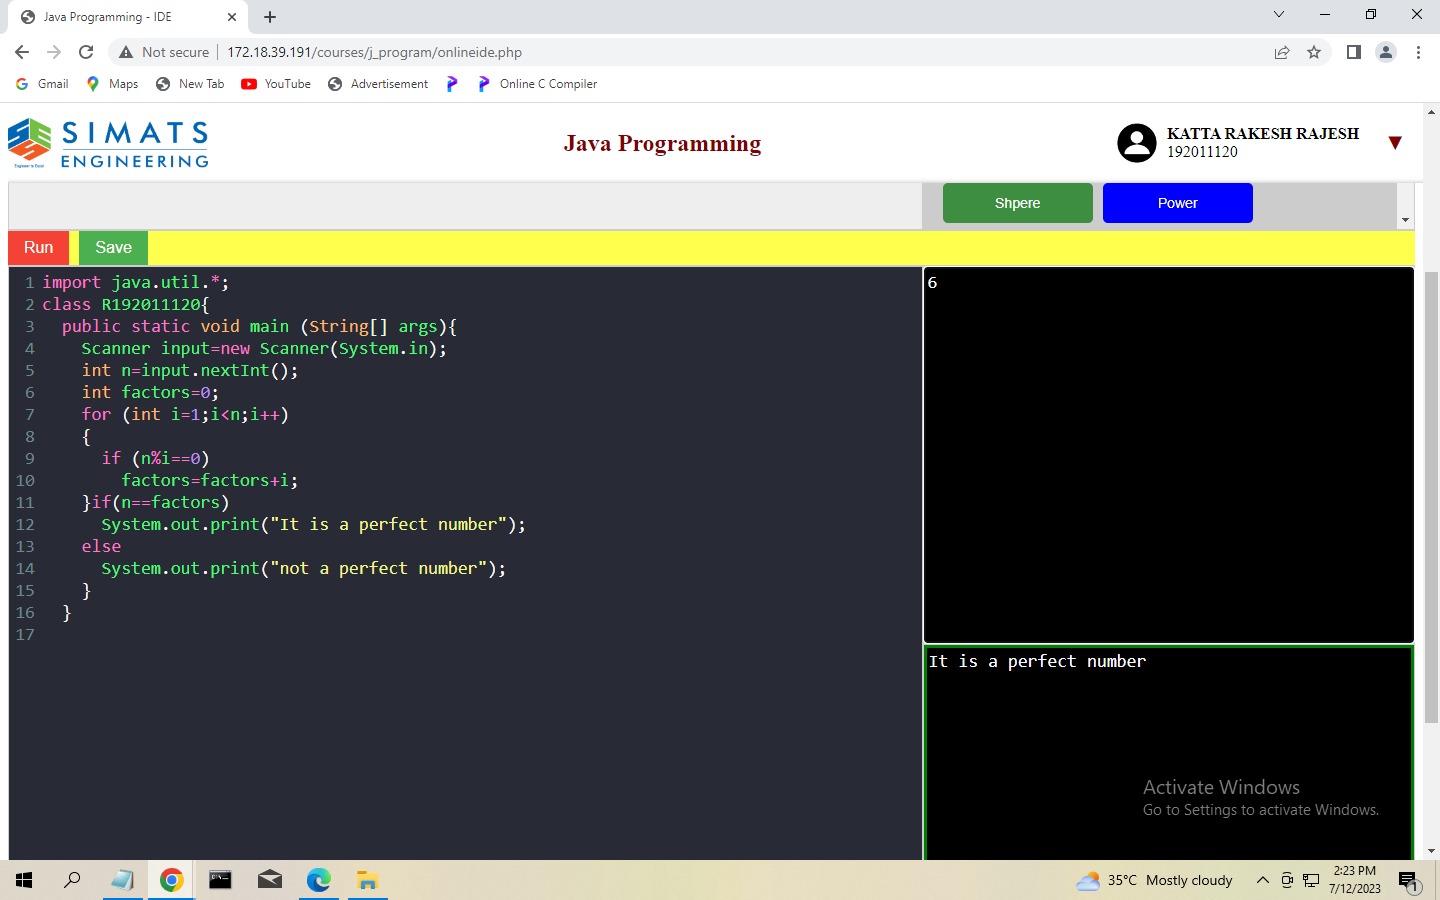 Java Programming - IDE
Not secure 172.18.39.191/courses/j_program/onlineide.php
Gmail Maps New Tab YouTube Advertisement Online C Compiler
SIMATS
ENGINEERING
Engineer to Excel
Java Programming
KATTA RAKESH RAJESH
192011120
Shpere Power
Run Save
1 import java.util.*;
2 class R192011120{
3 public static void main (String[] args){
4 Scanner input=new Scanner(System.in);
5 int n=input.nextInt();
6 int factors=0;
7 for (int i=1;i<n;i++)
8 {
9 if (n%i==0)
10 factors=factors+i;
11 }if(n==factors)
12 System.out.print("It is a perfect number");
13 else
14 System.out.print("not a perfect number");
15 }
16 }
17
6
It is a perfect number
Activate Windows
Go to Settings to activate Windows.
35°C Mostly cloudy
2:23 PM
7/12/2023
1